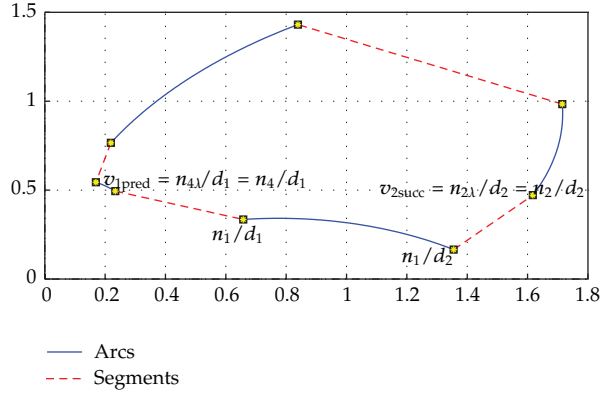 1.5
1
0.5
0
v1pred = n4λ/d1 = n4/d1
v2succ = n2λ/d2 = n2/d2
n1/d1
n1/d2
0 0.2 0.4 0.6 0.8 1 1.2 1.4 1.6 1.8
Arcs
Segments